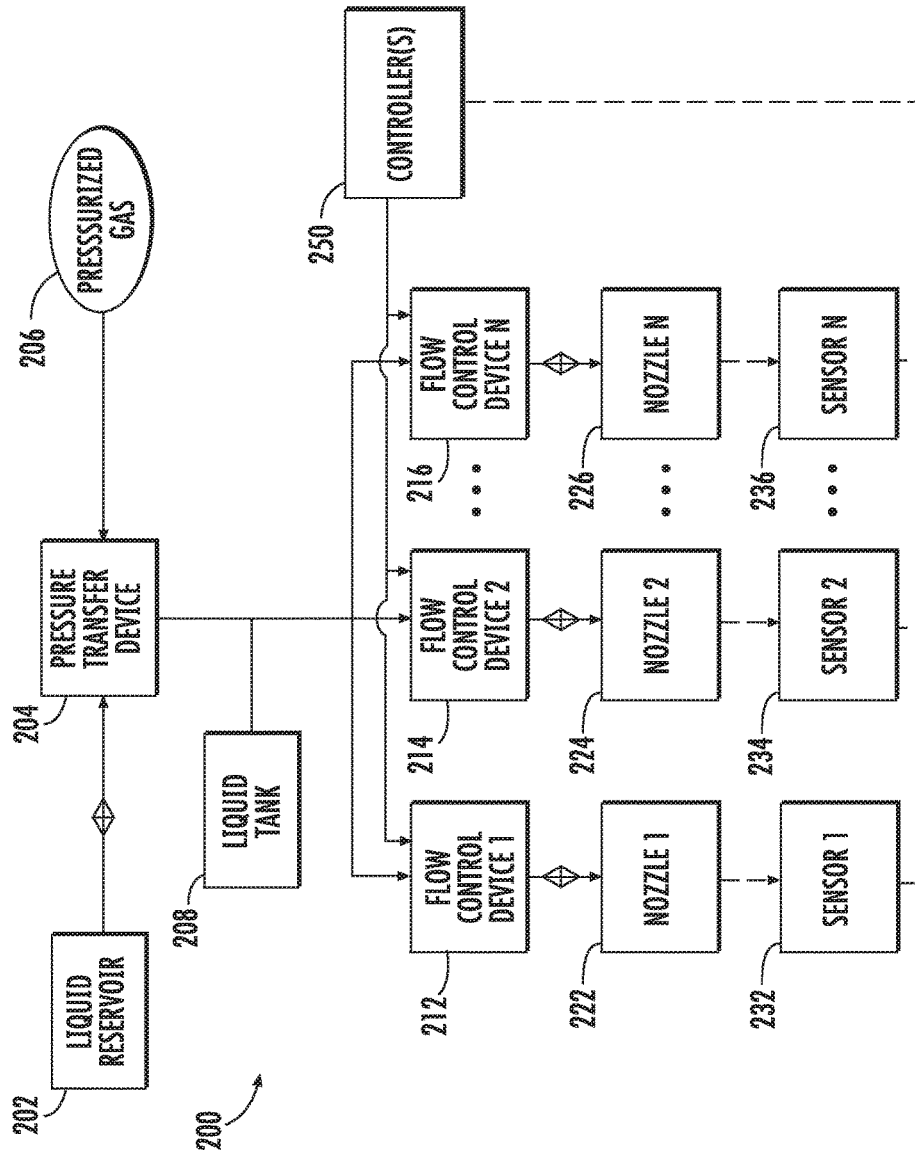 202
LIQUID
RESERVOIR
204
PRESSURE
TRANSFER
DEVICE
206
PRESSSURIZED
GAS
200
208
LIQUID
TANK
250
CONTROLLER(S)
212
FLOW
CONTROL
DEVICE 1
214
FLOW
CONTROL
DEVICE 2
216
FLOW
CONTROL
DEVICE N
222
NOZZLE 1
224
NOZZLE 2
226
NOZZLE N
232
SENSOR 1
234
SENSOR 2
236
SENSOR N